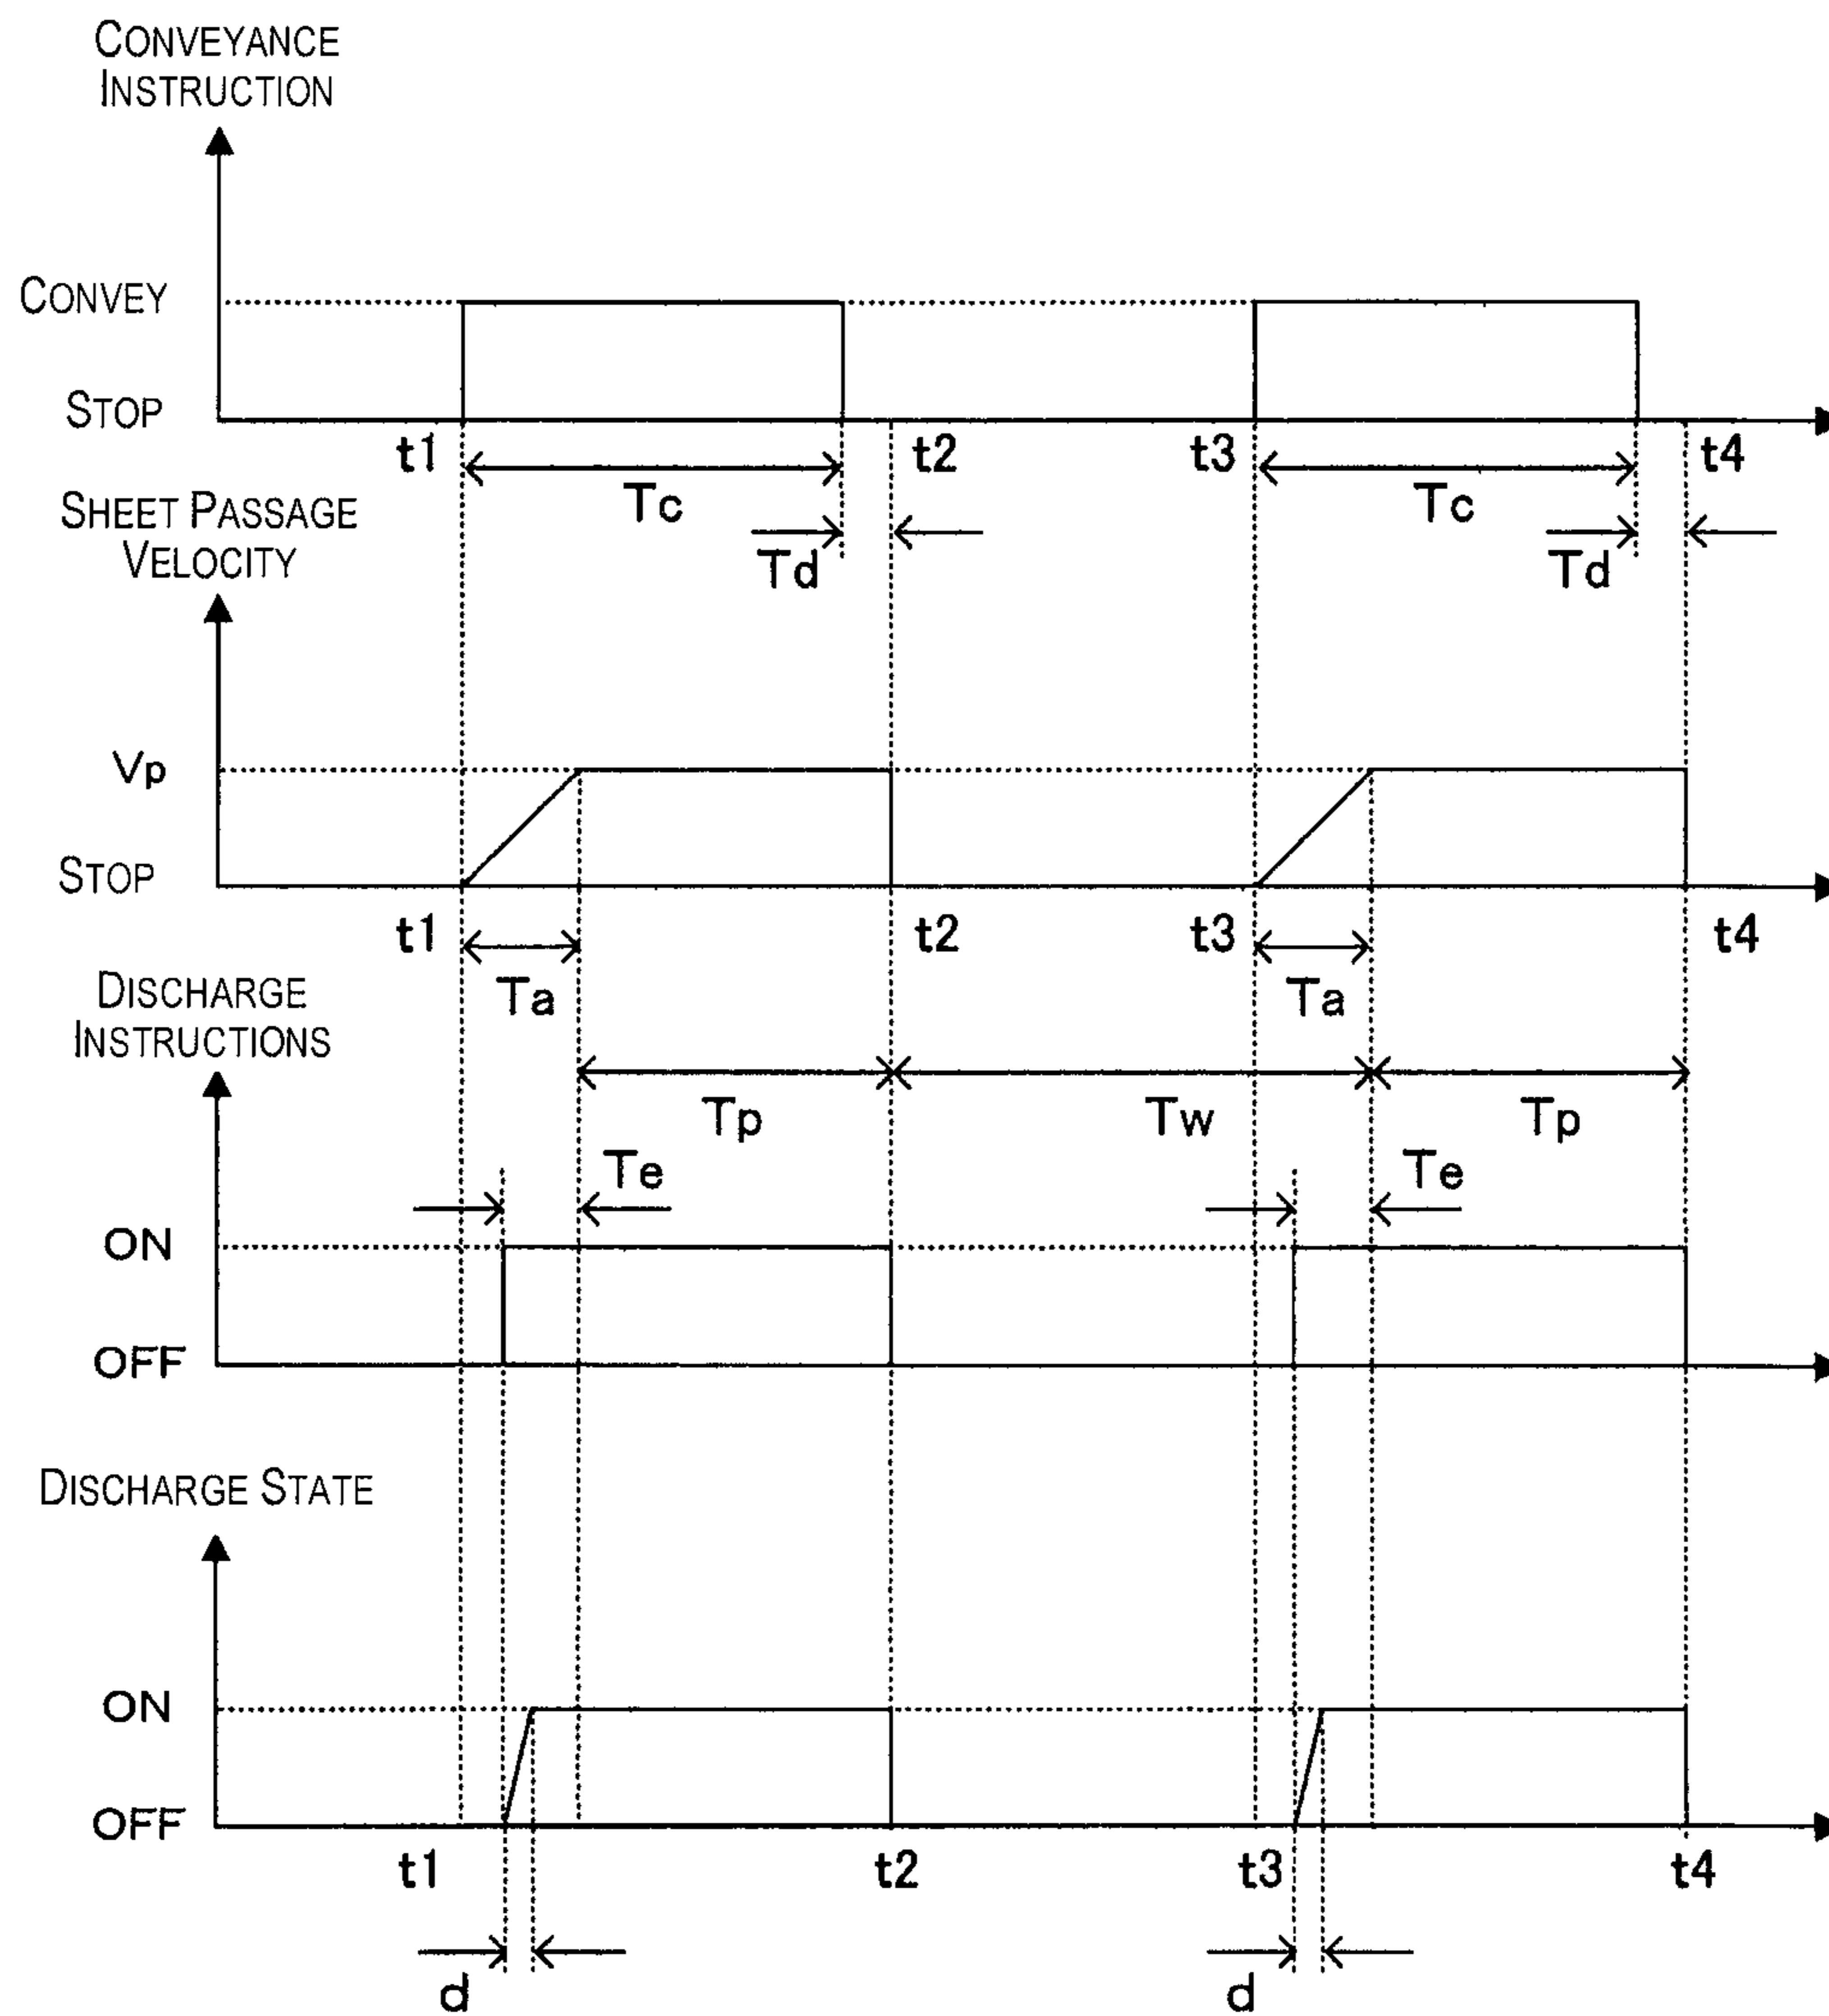 CONVEYANCE
INSTRUCTION
CONVEY
STOP
t1 t2 t3 t4
Tc Tc
Td Td
SHEET PASSAGE
VELOCITY
Vp
STOP
t1 t2 t3 t4
Ta Ta
DISCHARGE
INSTRUCTIONS
Tp Tw Tp
Te Te
ON
OFF
DISCHARGE STATE
ON
OFF
t1 t2 t3 t4
d d